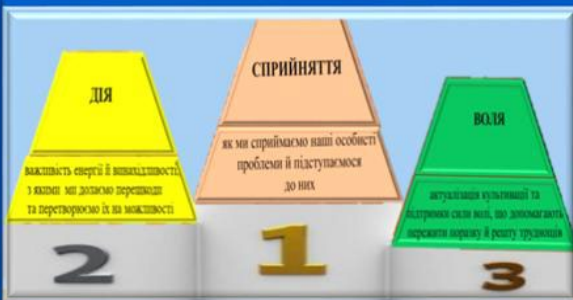 ДІЯ
важливість енергії й винахідливості,
з якими ми долаємо перешкоди
та перетворюємо їх на можливості
2
СПРИЙНЯТТЯ
як ми сприймаємо наші особисті
проблеми й підступаємося
до них
1
ВОЛЯ
актуалізація культивації та
підтримки сили волі, що допомагають
пережити поразку й решту труднощів
3